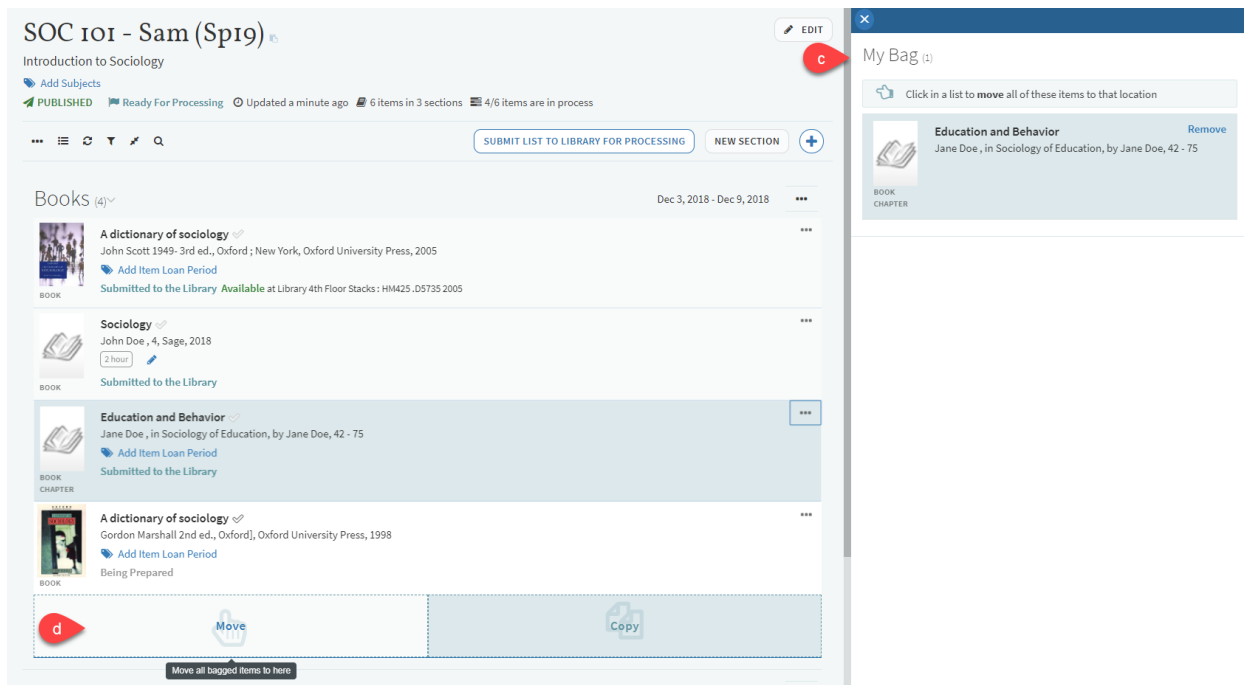 SOC 101 - Sam (Sp19)
EDIT
Introduction to Sociology
Add Subjects
PUBLISHED Ready For Processing Updated a minute ago 6 items in 3 sections 4/6 items are in process
SUBMIT LIST TO LIBRARY FOR PROCESSING NEW SECTION
Books (4) Dec 3, 2018 - Dec 9, 2018
A dictionary of sociology
John Scott 1949- 3rd ed., Oxford ; New York, Oxford University Press, 2005
Add Item Loan Period
Submitted to the Library Available at Library 4th Floor Stacks : HM425 .D5735 2005
BOOK
Sociology
John Doe , 4, Sage, 2018
2 hour
Submitted to the Library
BOOK
Education and Behavior
Jane Doe , in Sociology of Education, by Jane Doe, 42 - 75
Add Item Loan Period
Submitted to the Library
BOOK
CHAPTER
A dictionary of sociology
Gordon Marshall 2nd ed., Oxford], Oxford University Press, 1998
Add Item Loan Period
Being Prepared
BOOK
d Move Copy
Move all bagged items to here
c My Bag (1)
Click in a list to move all of these items to that location
Education and Behavior Remove
Jane Doe , in Sociology of Education, by Jane Doe, 42 - 75
BOOK
CHAPTER